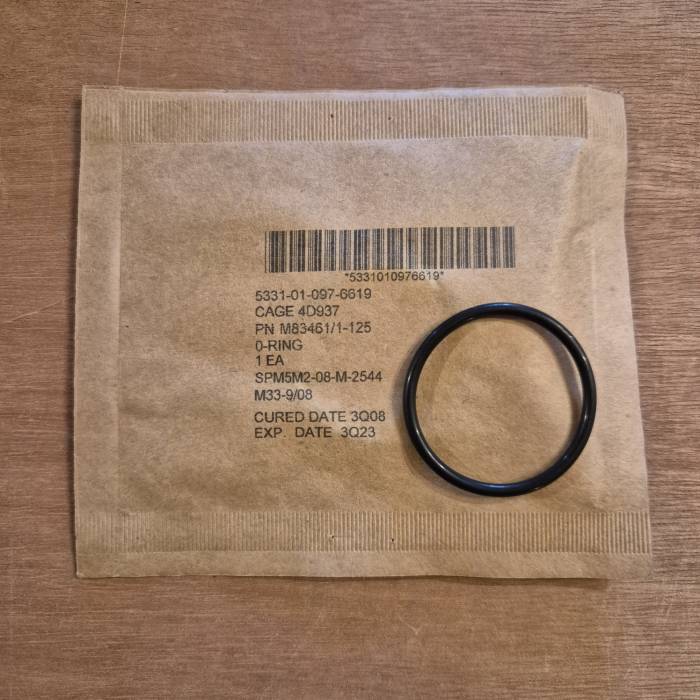 *5331010976619*
5331-01-097-6619
CAGE 4D937
PN M83461/1-125
0-RING
1 EA
SPM5M2-08-M-2544
M33-9/08
CURED DATE 3Q08
EXP. DATE 3Q23